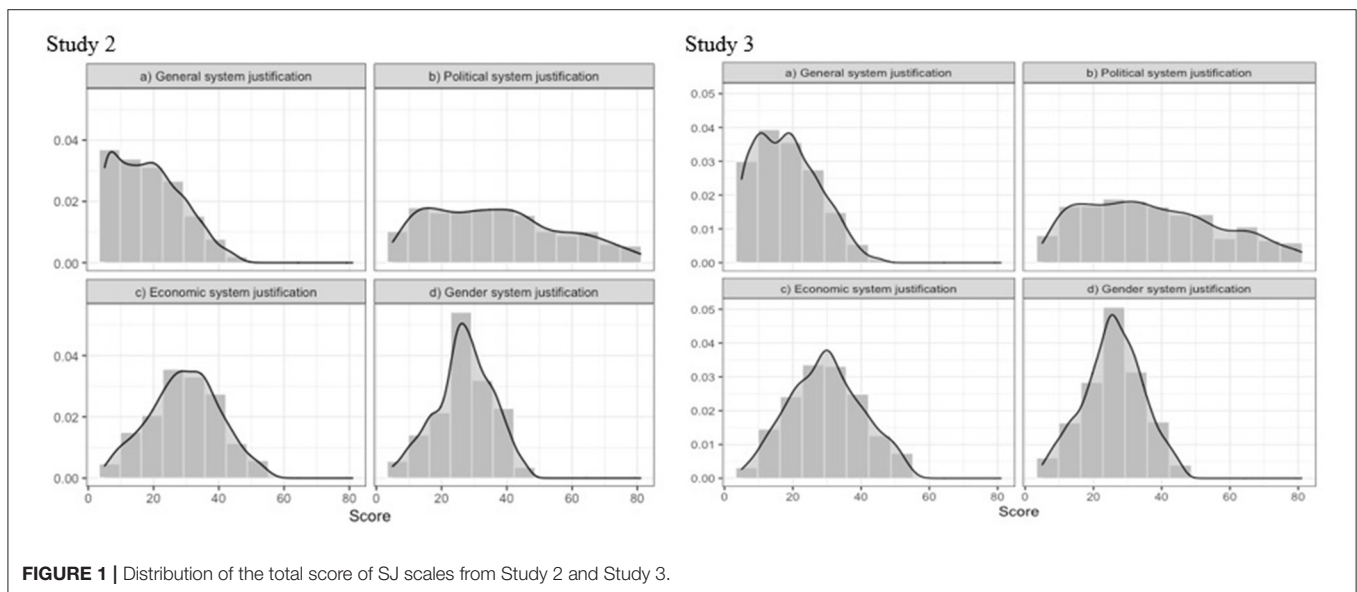 Study 2
a) General system justification
b) Political system justification
0.04
0.02
0.00
c) Economic system justification
d) Gender system justification
0.04
0.02
0.00
0 20 40 60 80 0 20 40 60 80
Score
Study 3
a) General system justification
b) Political system justification
0.05
0.04
0.03
0.02
0.01
0.00
c) Economic system justification
d) Gender system justification
0.05
0.04
0.03
0.02
0.01
0.00
0 20 40 60 80 0 20 40 60 80
Score
FIGURE 1 | Distribution of the total score of SJ scales from Study 2 and Study 3.